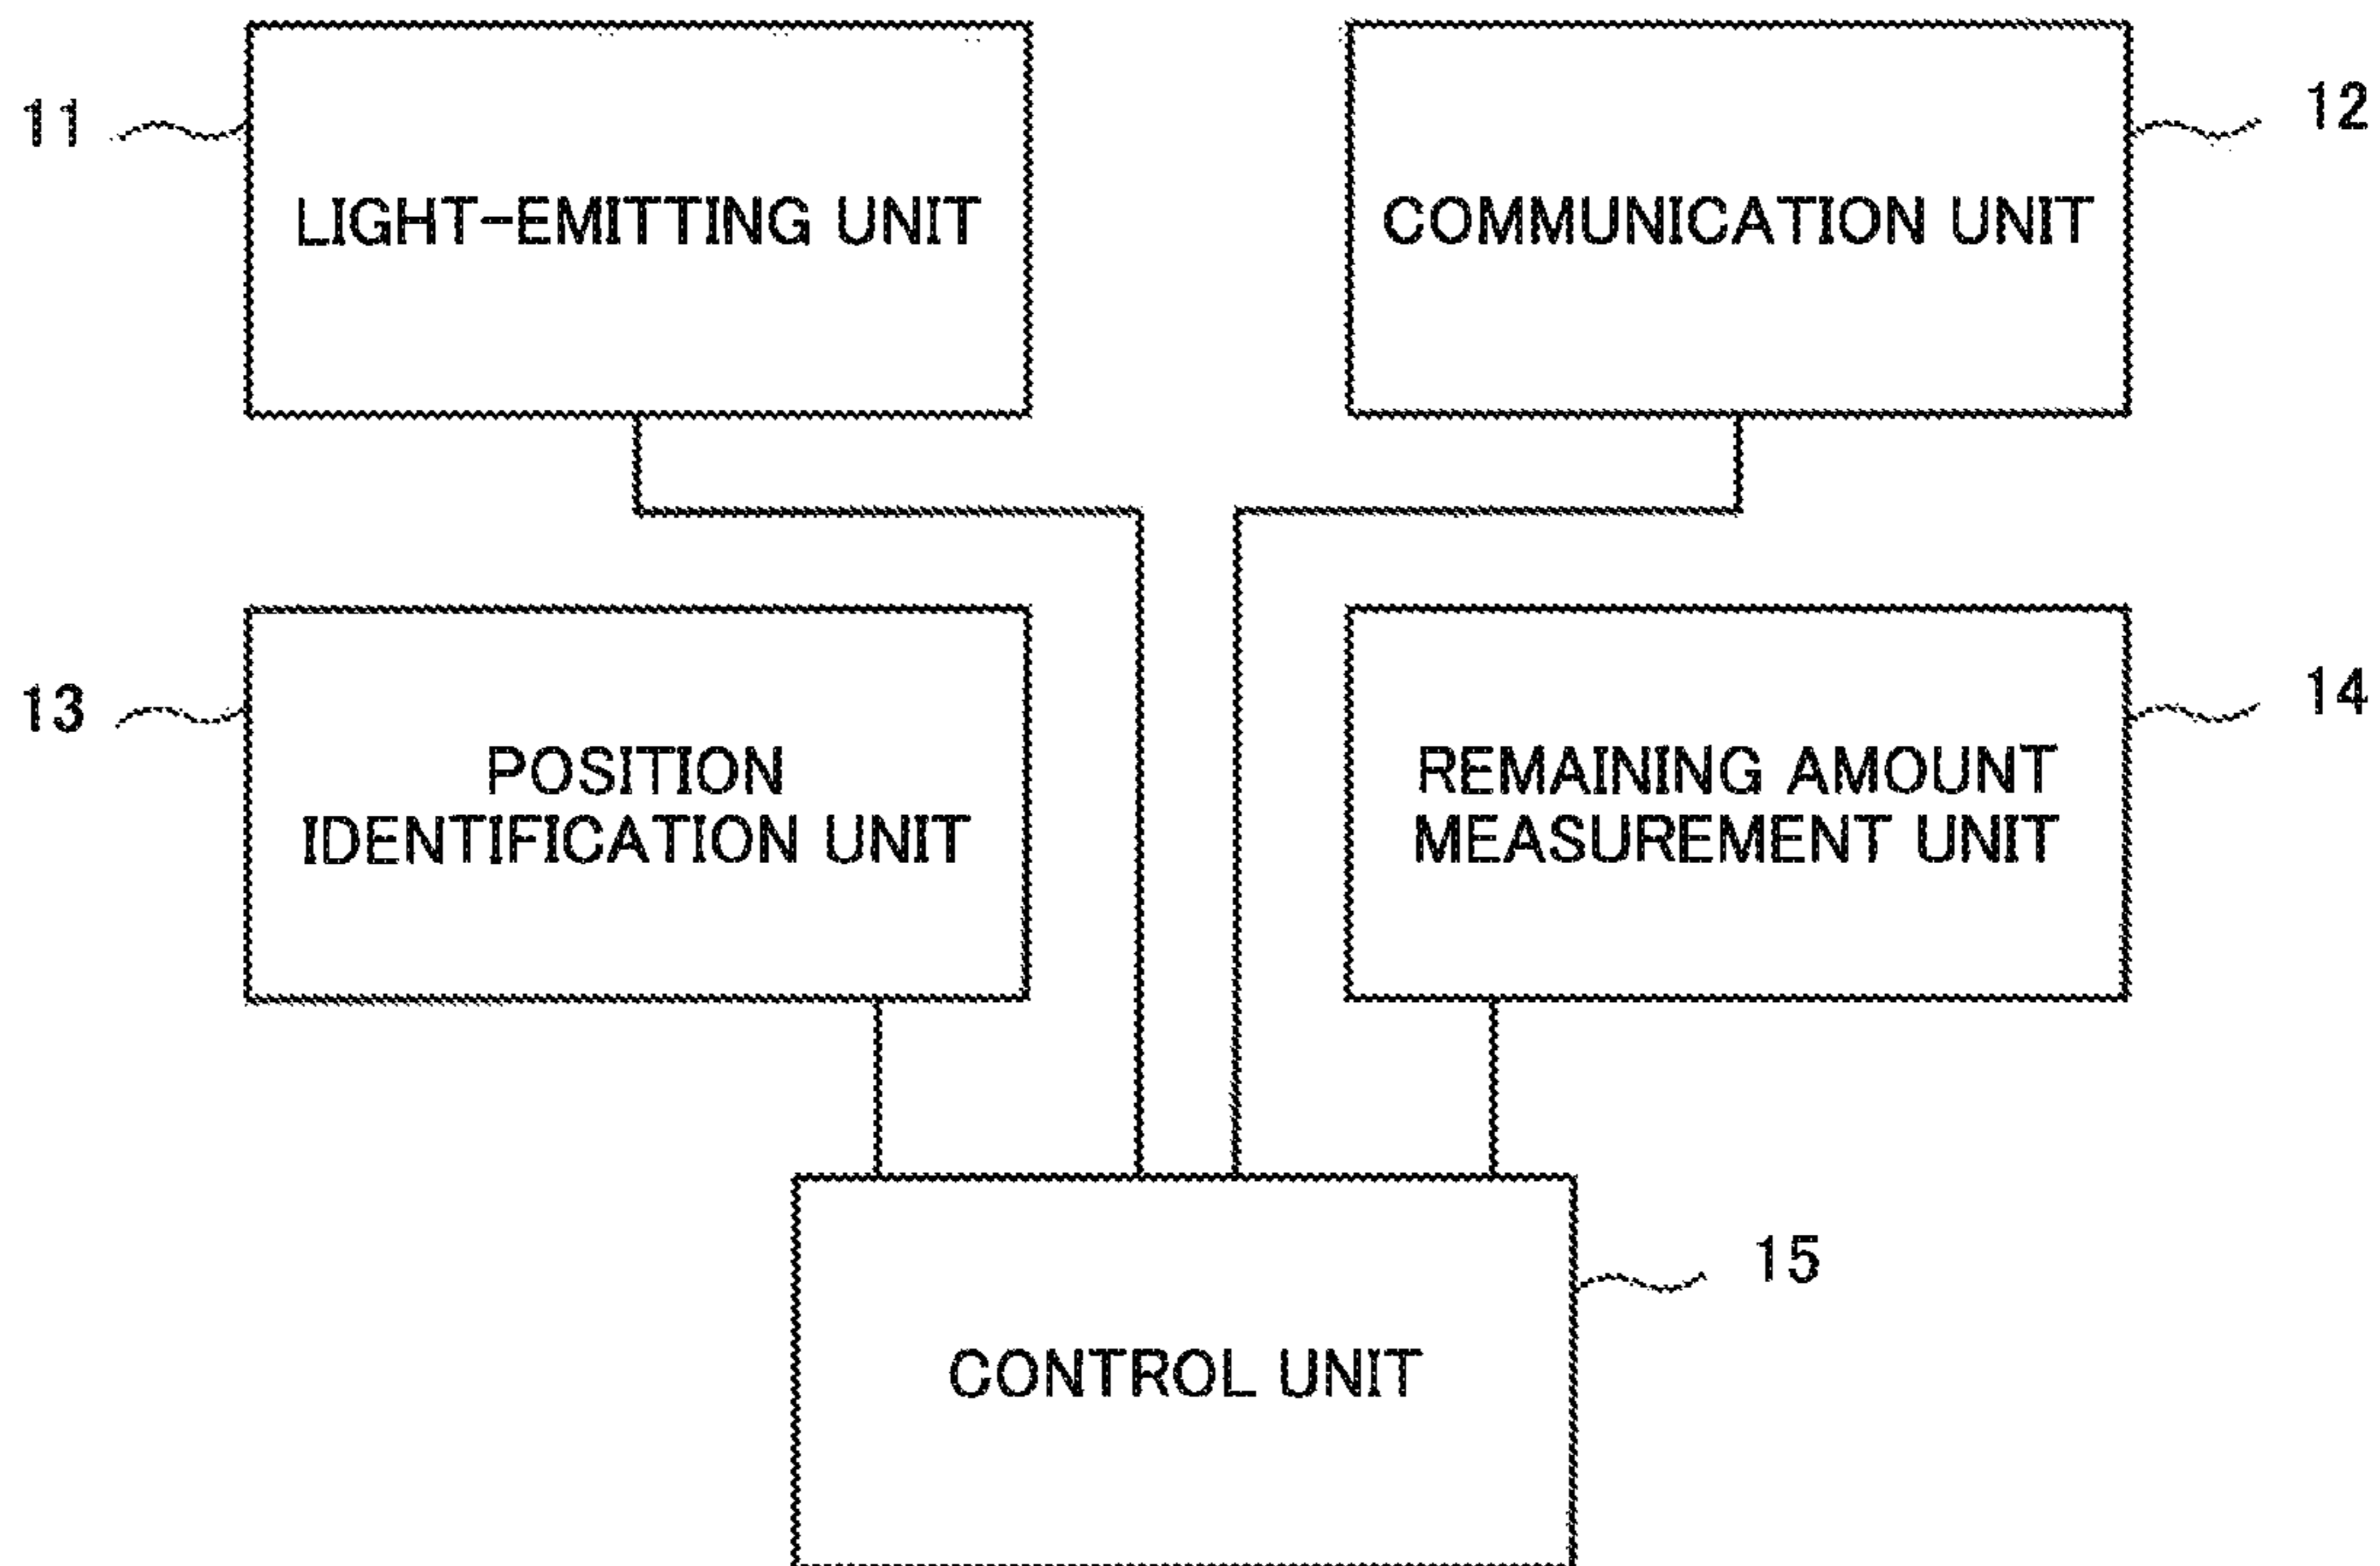 11
LIGHT-EMITTING UNIT
12
COMMUNICATION UNIT
13
POSITION
IDENTIFICATION UNIT
14
REMAINING AMOUNT
MEASUREMENT UNIT
15
CONTROL UNIT